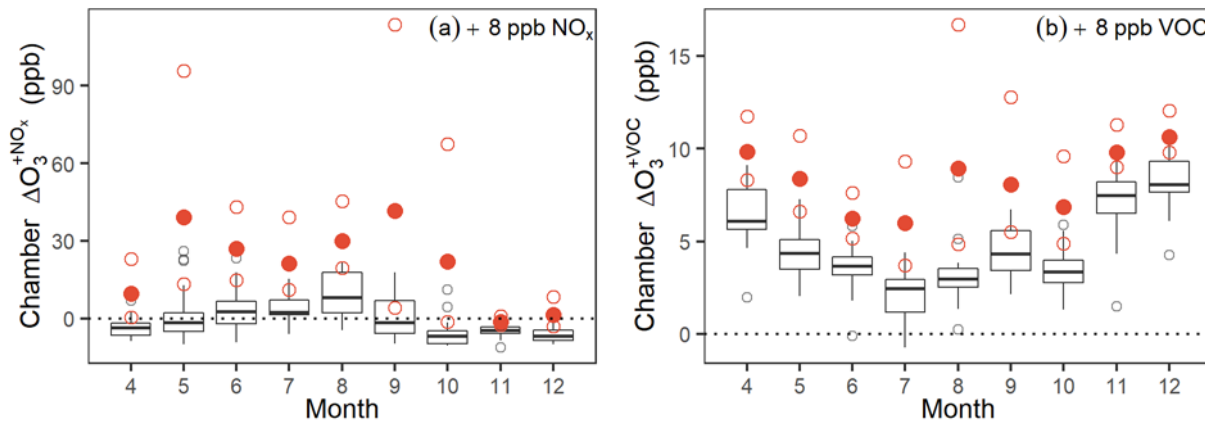 (a) + 8 ppb NOx
Chamber ΔO3+NOx (ppb)
90
60
30
0
4 5 6 7 8 9 10 11 12
Month
(b) + 8 ppb VOC
Chamber ΔO3+VOC (ppb)
15
10
5
0
4 5 6 7 8 9 10 11 12
Month